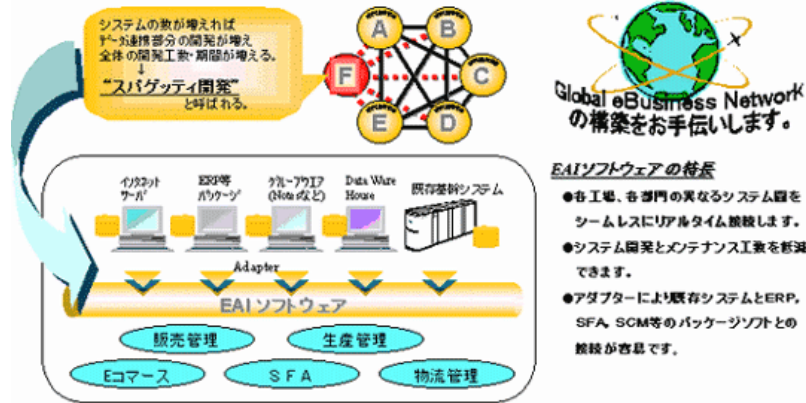 システムの数が増えれば
データ連携部分の開発が増え
全体の開発工数・期間が増える。
↓
“スパゲッティ開発”
と呼ばれる。
A
B
C
D
E
F
Global eBusiness Network
の構築をお手伝いします。
EAIソフトウェアの特長
●各工場、各部門の異なるシステム間を
シームレスにリアルタイム接続します。
●システム開発とメンテナンス工数を低減
できます。
●アダプターにより既存システムとERP,
SFA, SCM等のパッケージソフトとの
接続が容易です。
インタネット
サーバ
ERP等
パッケージ
グループウエア
(Notesなど)
Data Ware
House
既存基幹システム
Adapter
EAIソフトウェア
販売管理
生産管理
Eコマース
SFA
物流管理